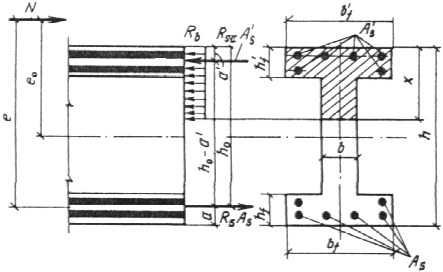 N
e
e₀
R_b
R_sc A'_s
a'
h₀-a'
h₀
a
R_s A_s
b'_f
A'_s
h'_f
x
h
b
h_f
b_f
A_s